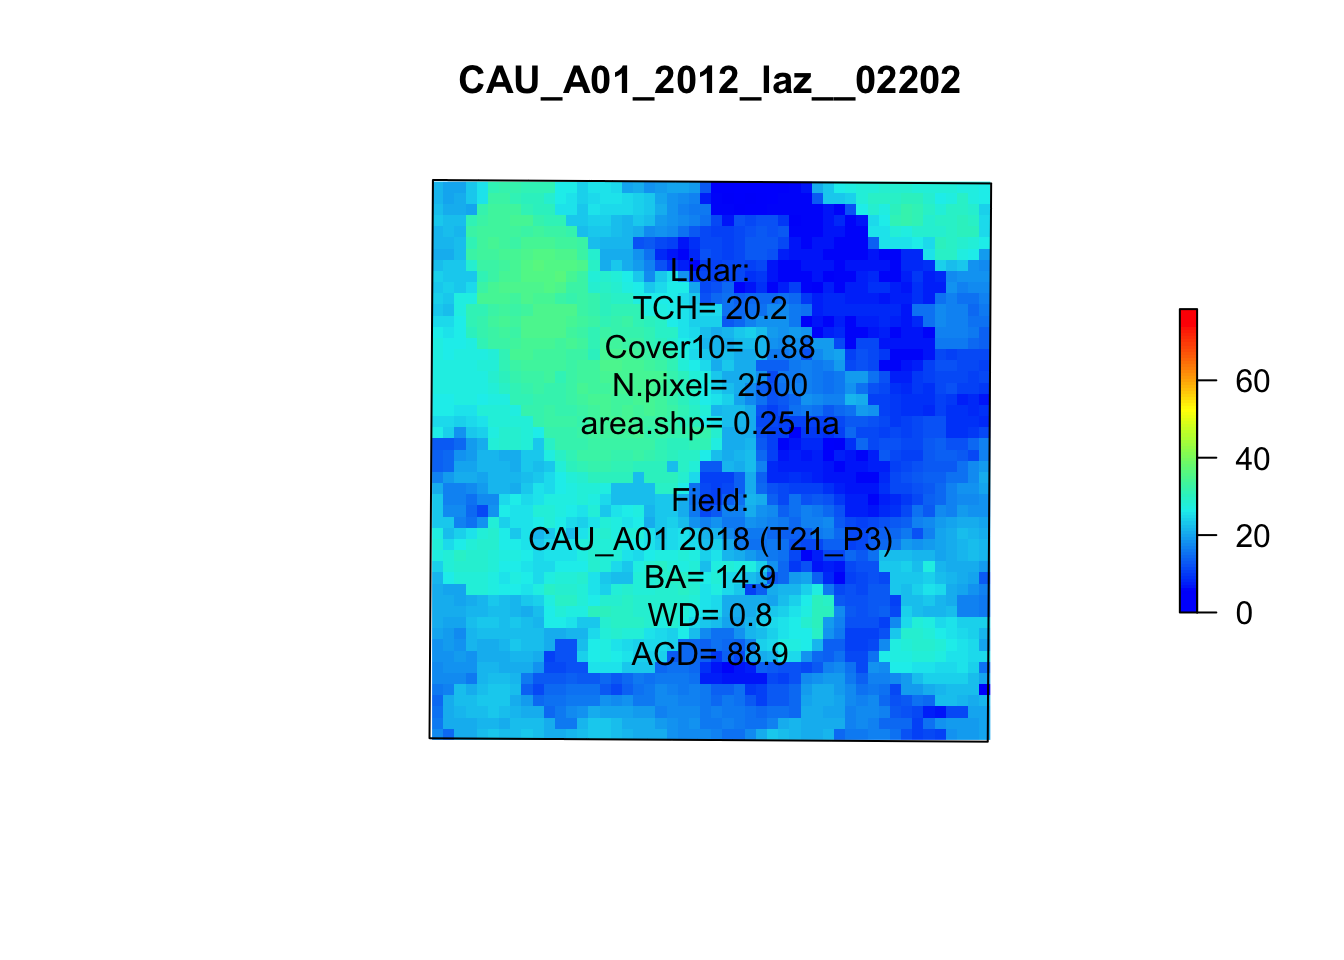 CAU_A01_2012_laz__02202
Lidar:
TCH= 20.2
Cover10= 0.88
N.pixel= 2500
area.shp= 0.25 ha
Field:
CAU_A01 2018 (T21_P3)
BA= 14.9
WD= 0.8
ACD= 88.9
60
40
20
0